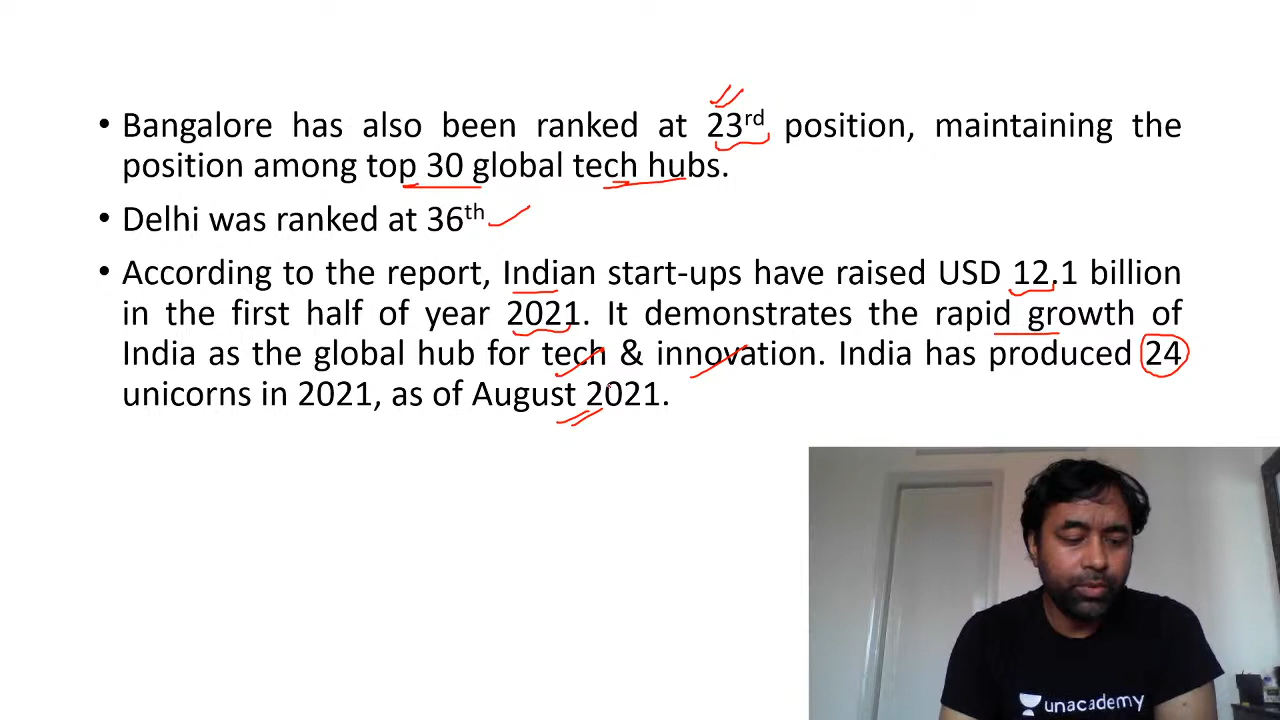 • Bangalore has also been ranked at 23rd position, maintaining the
position among top 30 global tech hubs.
• Delhi was ranked at 36th
• According to the report, Indian start-ups have raised USD 12.1 billion
in the first half of year 2021. It demonstrates the rapid growth of
India as the global hub for tech & innovation. India has produced 24
unicorns in 2021, as of August 2021.
unacademy